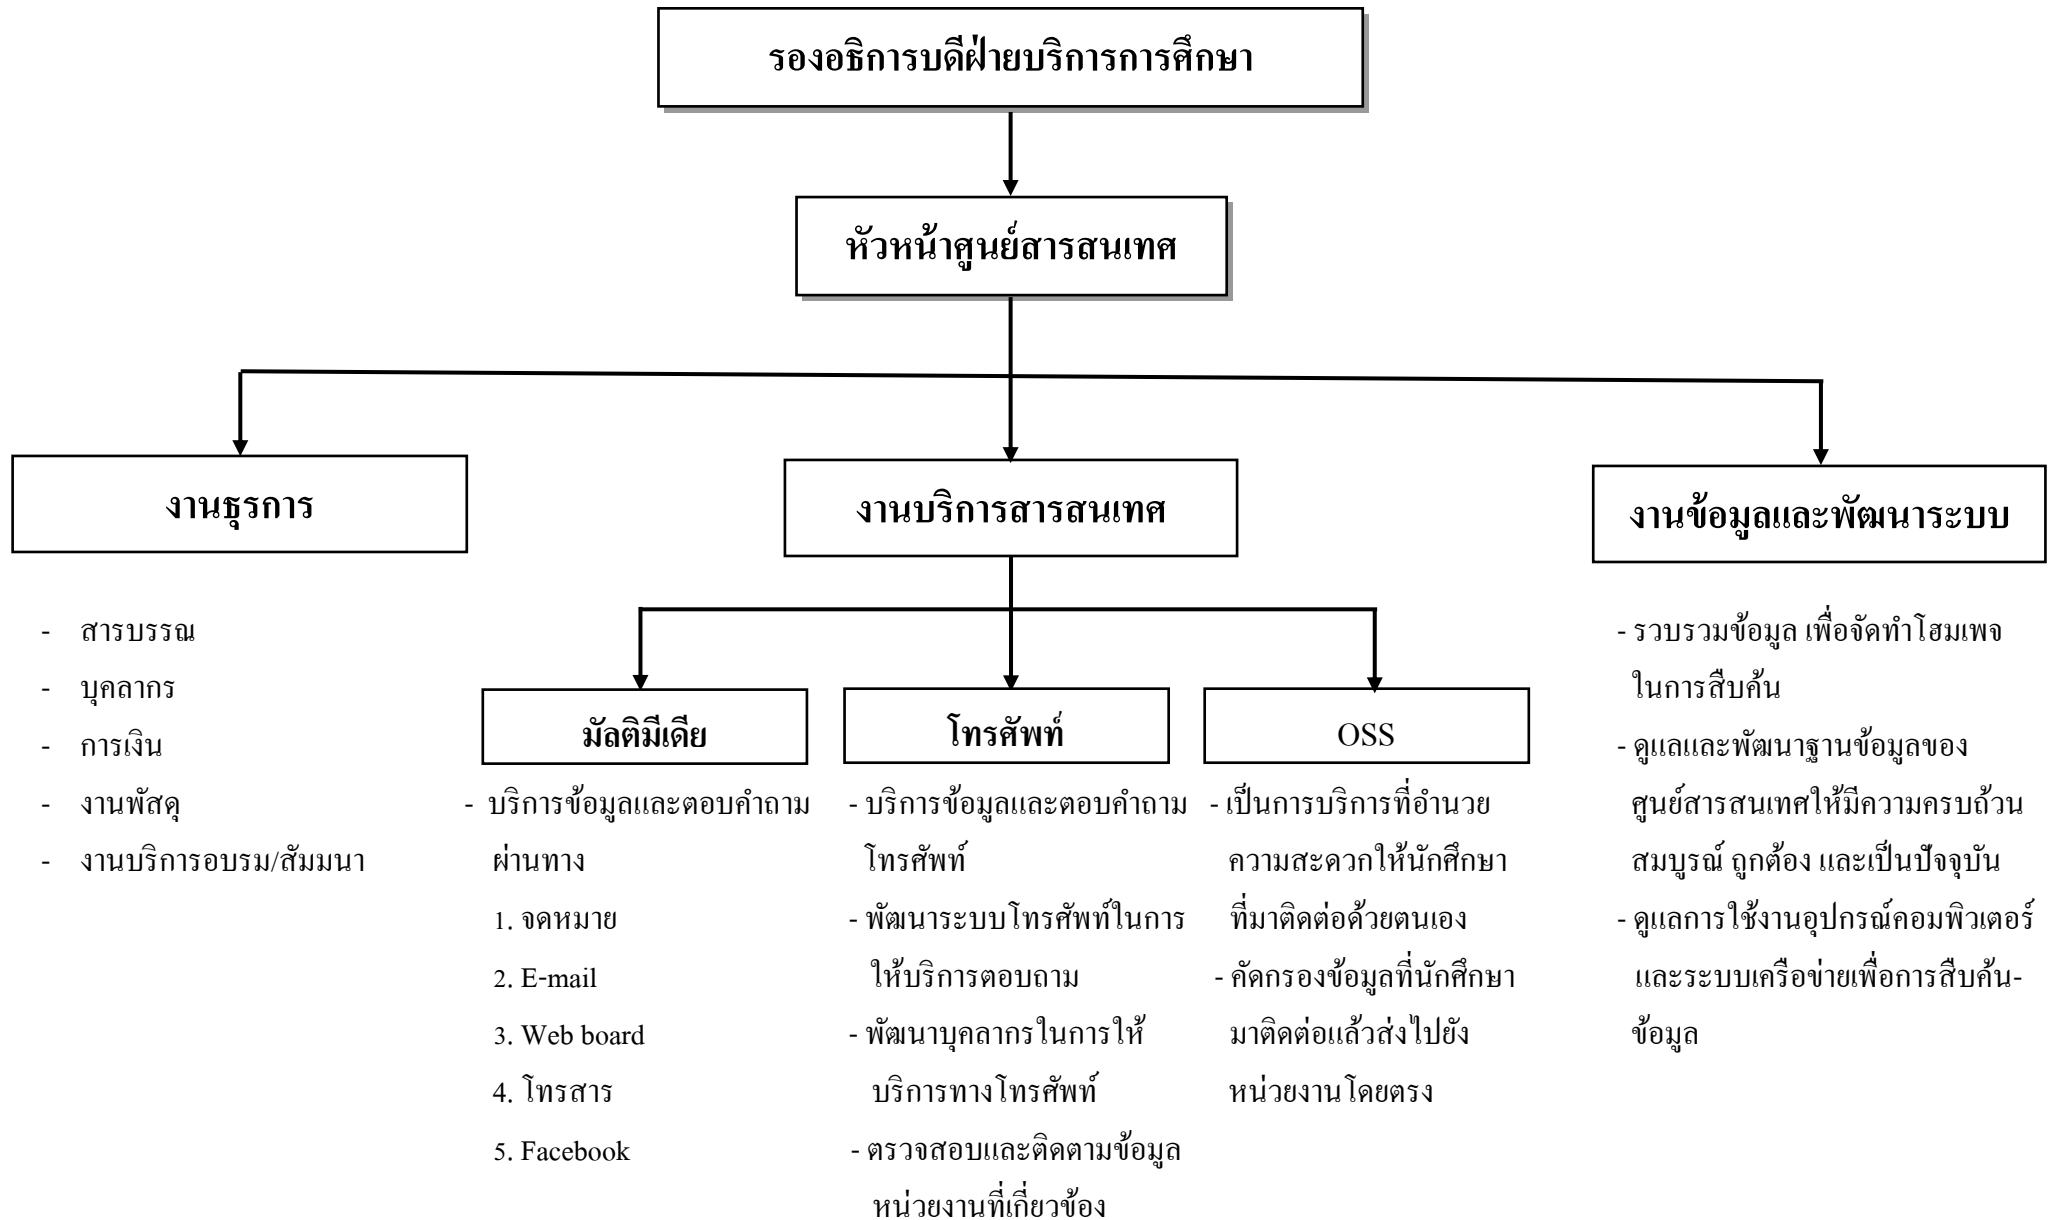 รองอธิการบดีฝ่ายบริการการศึกษา
หัวหน้าศูนย์สารสนเทศ
งานธุรการ
- สารบรรณ
- บุคลากร
- การเงิน
- งานพัสดุ
- งานบริการอบรม/สัมมนา
งานบริการสารสนเทศ
มัลติมีเดีย
- บริการข้อมูลและตอบคำถาม
ผ่านทาง
1. จดหมาย
2. E-mail
3. Web board
4. โทรสาร
5. Facebook
โทรศัพท์
- บริการข้อมูลและตอบคำถาม
โทรศัพท์
- พัฒนาระบบโทรศัพท์ในการ
ให้บริการตอบถาม
- พัฒนาบุคลากรในการให้
บริการทางโทรศัพท์
- ตรวจสอบและติดตามข้อมูล
หน่วยงานที่เกี่ยวข้อง
OSS
- เป็นการบริการที่อำนวย
ความสะดวกให้นักศึกษา
ที่มาติดต่อด้วยตนเอง
- คัดกรองข้อมูลที่นักศึกษา
มาติดต่อแล้วส่งไปยัง
หน่วยงานโดยตรง
งานข้อมูลและพัฒนาระบบ
- รวบรวมข้อมูล เพื่อจัดทำโฮมเพจ
ในการสืบค้น
- ดูแลและพัฒนาฐานข้อมูลของ
ศูนย์สารสนเทศให้มีความครบถ้วน
สมบูรณ์ ถูกต้อง และเป็นปัจจุบัน
- ดูแลการใช้งานอุปกรณ์คอมพิวเตอร์
และระบบเครือข่ายเพื่อการสืบค้น-
ข้อมูล